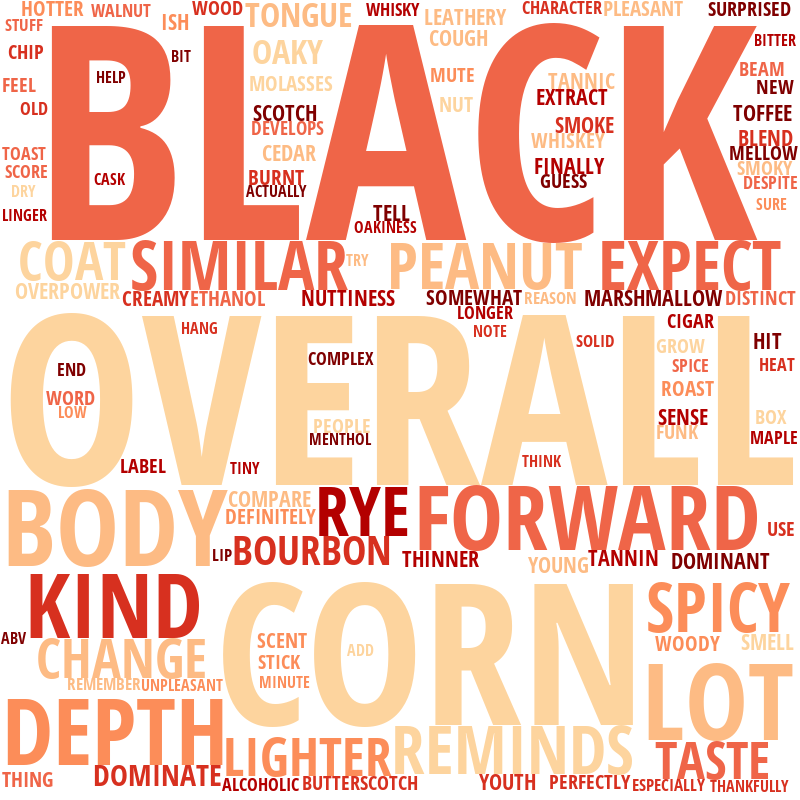 HOTTER
WALNUT
WOOD
TONGUE
WHISKY
LEATHERY
CHARACTER
PLEASANT
SURPRISED
STUFF
ISH
COUGH
BITTER
CHIP
BIT
OAKY
BLACK
HELP
MOLASSES
MUTE
TANNIC
BEAM
FEEL
NEW
OLD
NUT
EXTRACT
SCOTCH
TOFFEE
DEVELOPS
SMOKE
BLEND
WHISKEY
TOAST
CEDAR
MELLOW
SCORE
BURNT
FINALLY
SMOKY
CASK
GUESS
DESPITE
DRY
ACTUALLY
SURE
LINGER
TELL
OAKINESS
COAT
SIMILAR
TRY
PEANUT
EXPECT
OVERPOWER
CREAMY
ETHANOL
NUTTINESS
SOMEWHAT
REASON
MARSHMALLOW
DISTINCT
LONGER
HANG
NOTE
CIGAR
SOLID
HIT
GROW
OVERALL
END
COMPLEX
SPICE
HEAT
WORD
ROAST
LOW
PEOPLE
SENSE
BOX
MENTHOL
FUNK
MAPLE
LABEL
TINY
THINK
BODY
COMPARE
RYE
FORWARD
DEFINITELY
USE
LIP
BOURBON
THINNER
YOUNG
TANNIN
DOMINANT
KIND
CORN
SPICY
ABV
CHANGE
SCENT
ADD
WOODY
SMELL
STICK
REMEMBER
UNPLEASANT
MINUTE
LOT
DEPTH
LIGHTER
REMINDS
TASTE
THING
DOMINATE
ALCOHOLIC
BUTTERSCOTCH
YOUTH
PERFECTLY
ESPECIALLY
THANKFULLY